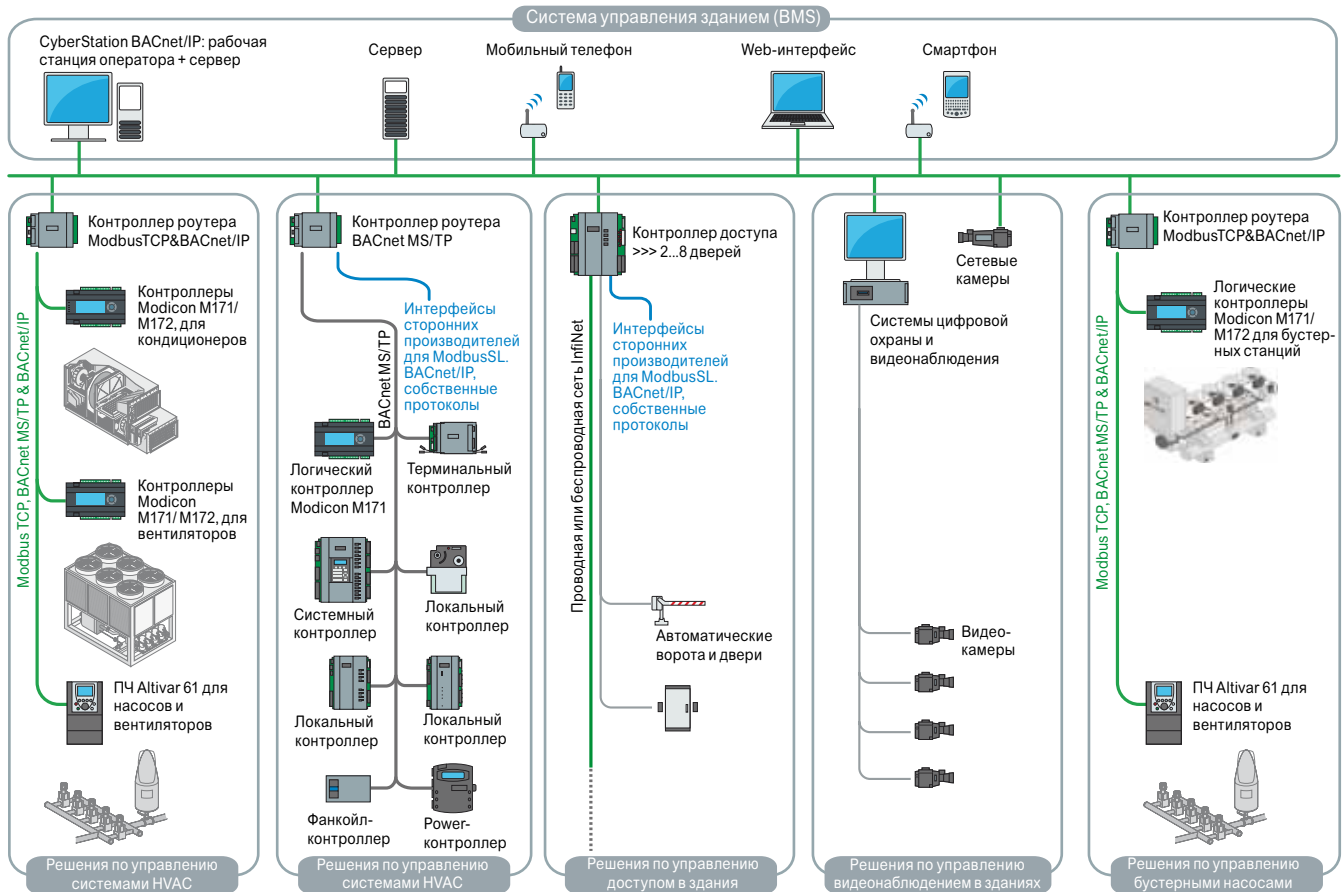 Система управления зданием (BMS)
CyberStation BACnet/IP: рабочая
станция оператора + сервер
Сервер
Мобильный телефон
Web-интерфейс
Смартфон
Контроллер роутера
ModbusTCP&BACnet/IP
Контроллеры
Modicon M171/
M172, для
кондиционеров
Modbus TCP, BACnet MS/TP & BACnet/IP
Контроллеры
Modicon
M171/ M172, для
вентиляторов
ПЧ Altivar 61 для
насосов и
вентиляторов
Решения по управлению
системами HVAC
Контроллер роутера
BACnet MS/TP
Интерфейсы
сторонних
производителей
для ModbusSL.
BACnet/IP,
собственные
протоколы
BACnet MS/TP
Логический
контроллер
Modicon M171
Терминальный
контроллер
Системный
контроллер
Локальный
контроллер
Локальный
контроллер
Локальный
контроллер
Фанкойл-
контроллер
Power-
контроллер
Решения по управлению
системами HVAC
Контроллер доступа
>>> 2...8 дверей
Интерфейсы
сторонних
производителей
для ModbusSL.
BACnet/IP,
собственные
протоколы
Проводная или беспроводная сеть InfiNet
Автоматические
ворота и двери
Решения по управлению
доступом в здания
Сетевые
камеры
Системы цифровой
охраны и
видеонаблюдения
Видео-
камеры
Решения по управлению
видеонаблюдением в зданиях
Контроллер роутера
ModbusTCP&BACnet/IP
Логические
контроллеры
Modicon M171/
M172 для бустер-
ных станций
Modbus TCP, BACnet MS/TP & BACnet/IP
ПЧ Altivar 61 для
насосов и
вентиляторов
Решения по управлению
бустерными насосами